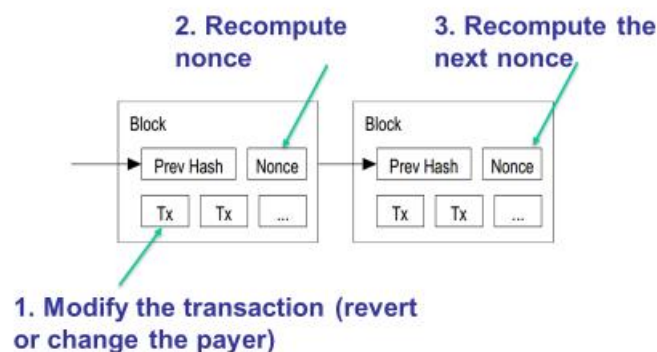 2. Recompute
nonce
3. Recompute the
next nonce
Block
Prev Hash
Nonce
Tx
Tx
...
Block
Prev Hash
Nonce
Tx
Tx
...
1. Modify the transaction (revert
or change the payer)